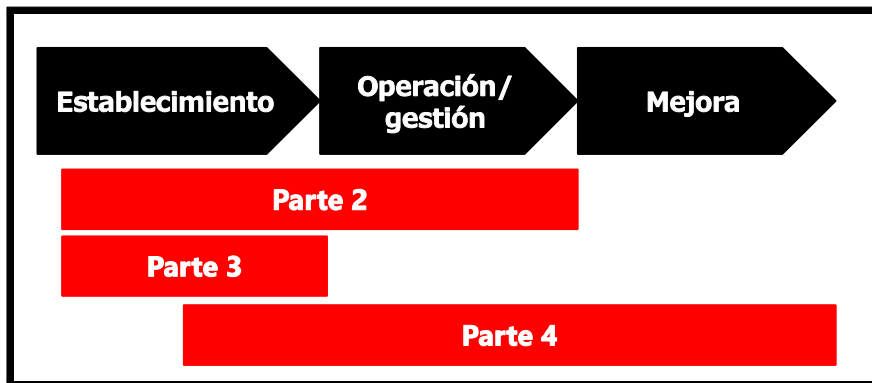 Establecimiento
Operación/
gestión
Mejora
Parte 2
Parte 3
Parte 4